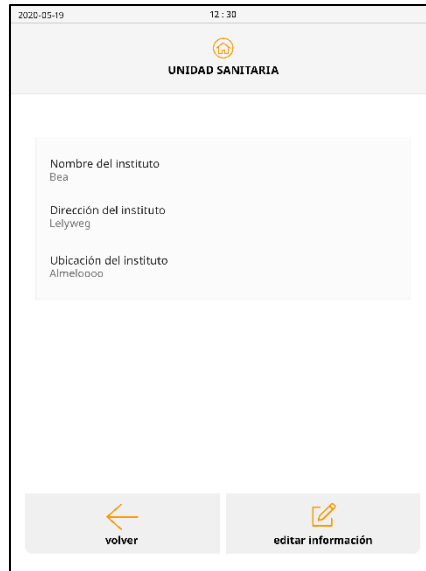 2020-05-19 12 : 30
UNIDAD SANITARIA
Nombre del instituto
Bea
Dirección del instituto
Lelyweg
Ubicación del instituto
Almeloooo
volver
editar información